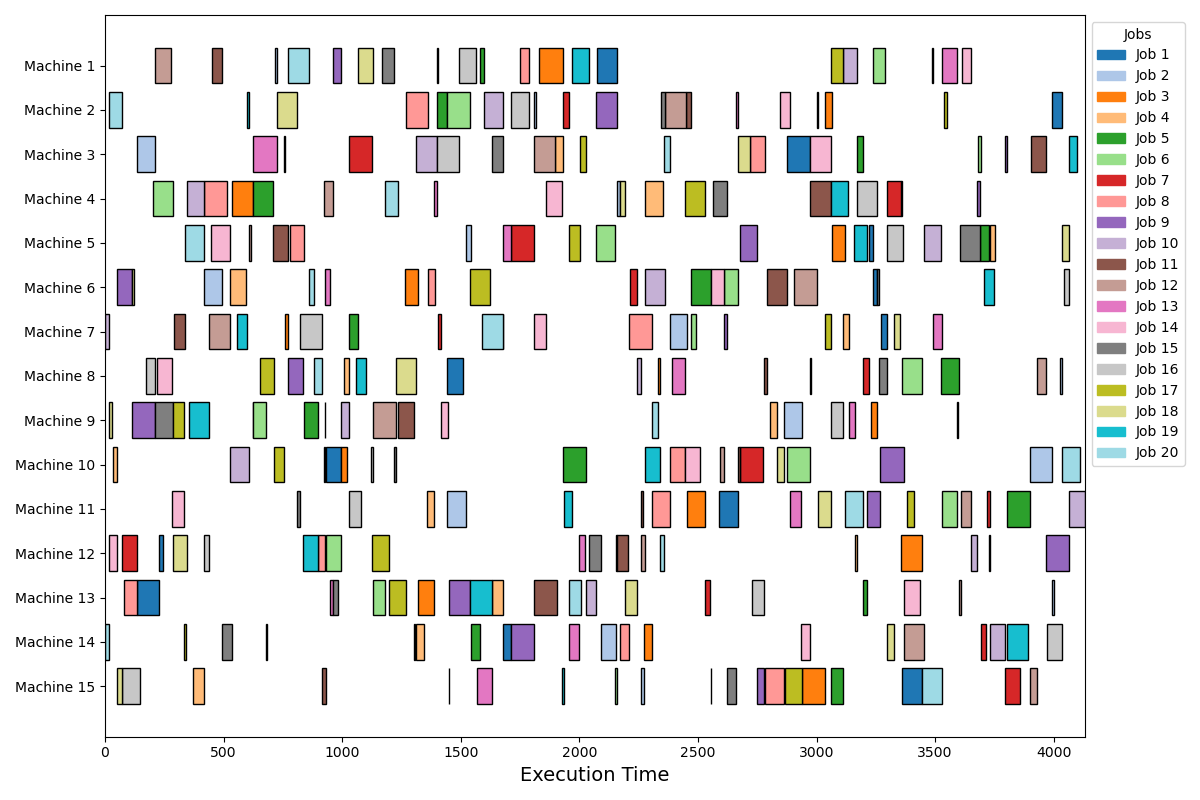 Machine 1
Machine 2
Machine 3
Machine 4
Machine 5
Machine 6
Machine 7
Machine 8
Machine 9
Machine 10
Machine 11
Machine 12
Machine 13
Machine 14
Machine 15
0 500 1000 1500 2000 2500 3000 3500 4000
Execution Time
Jobs
Job 1
Job 2
Job 3
Job 4
Job 5
Job 6
Job 7
Job 8
Job 9
Job 10
Job 11
Job 12
Job 13
Job 14
Job 15
Job 16
Job 17
Job 18
Job 19
Job 20